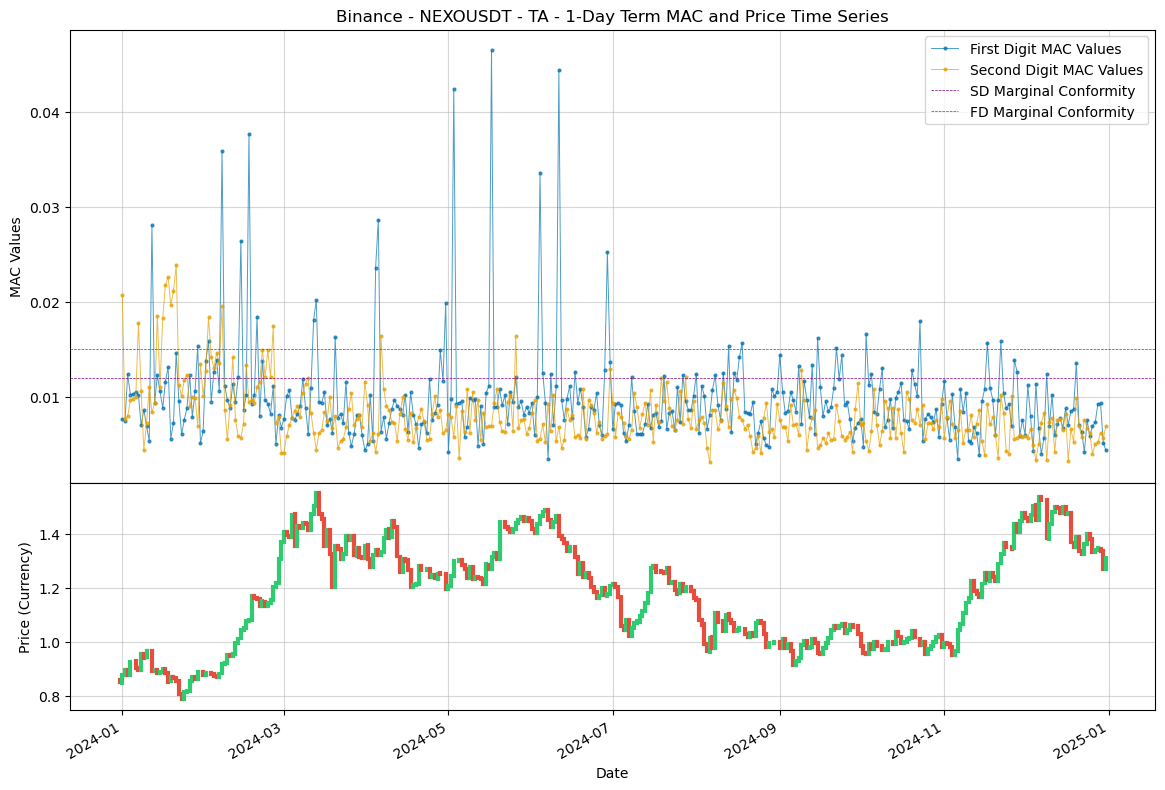 Binance - NEXOUSDT - TA - 1-Day Term MAC and Price Time Series
First Digit MAC Values
Second Digit MAC Values
SD Marginal Conformity
FD Marginal Conformity
MAC Values
0.04
0.03
0.02
0.01
Price (Currency)
1.4
1.2
1.0
0.8
2024-01
2024-03
2024-05
2024-07
2024-09
2024-11
2025-01
Date